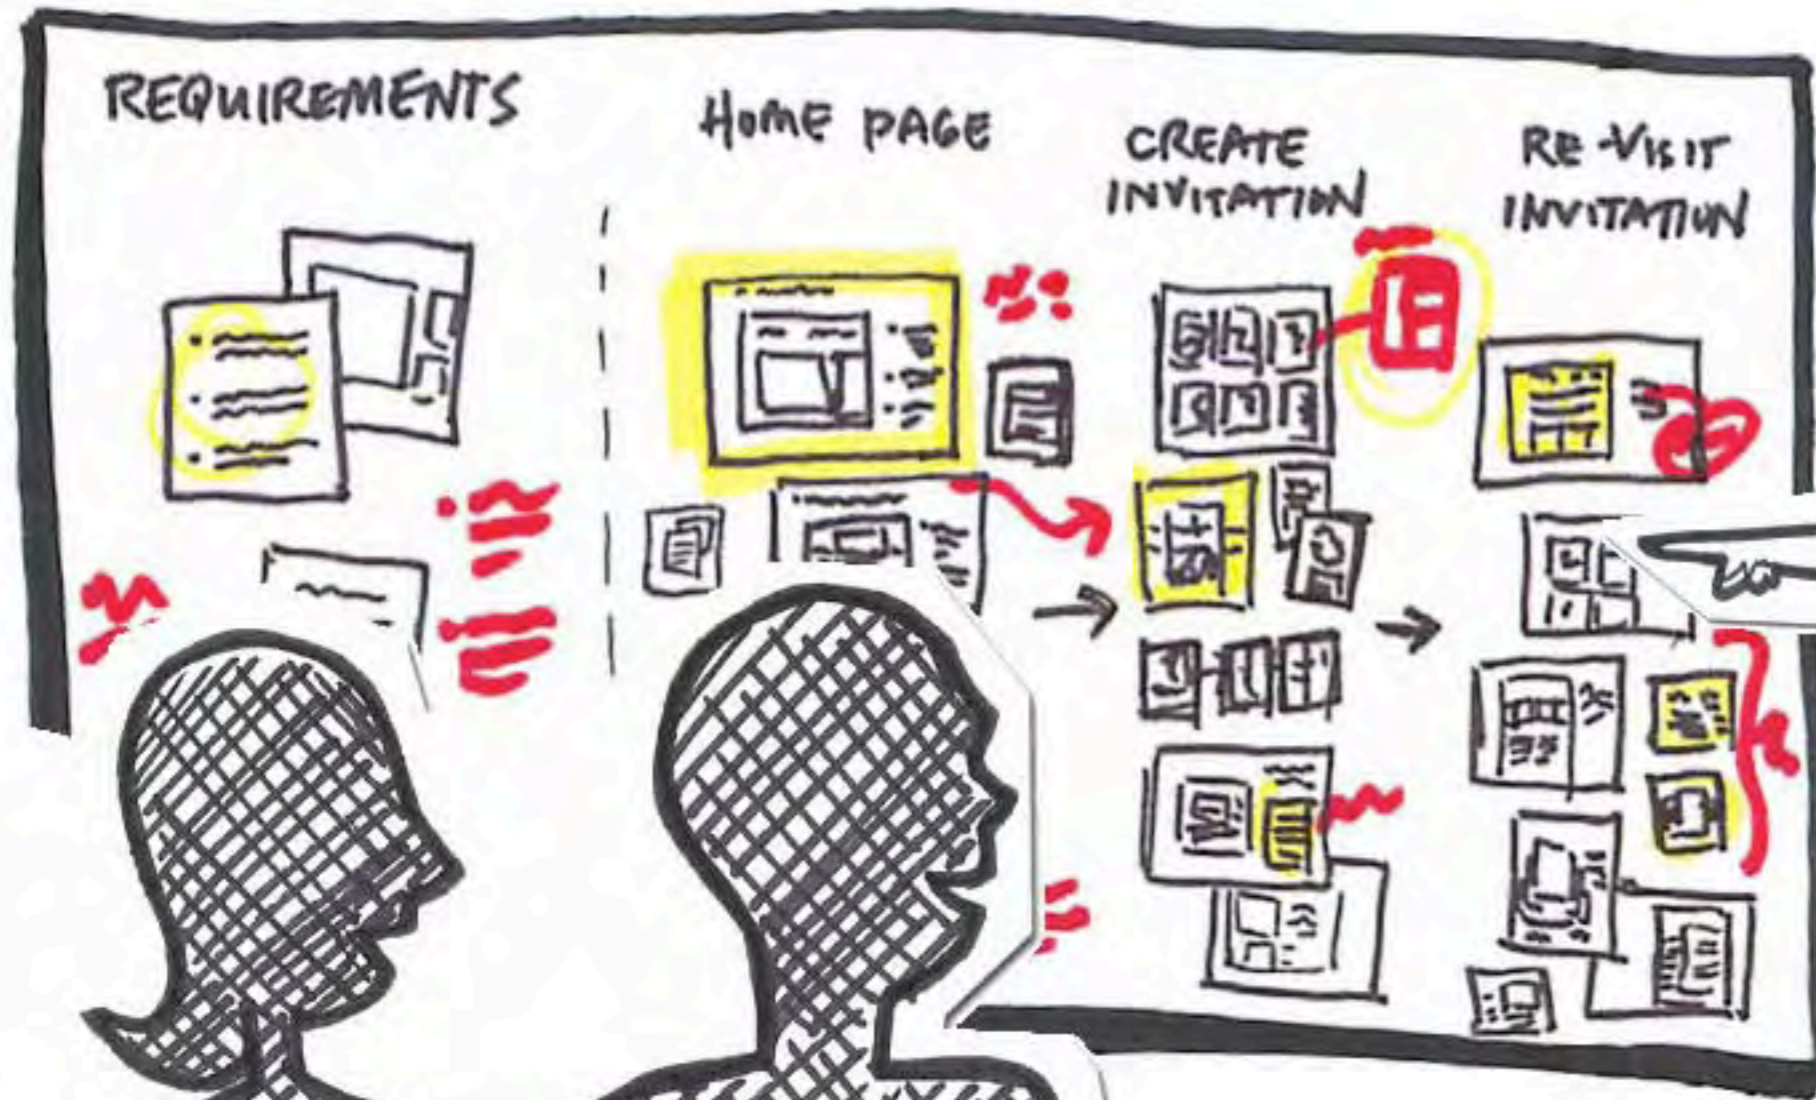 REQUIREMENTS
HOME PAGE
CREATE
INVITATION
RE-VISIT
INVITATION